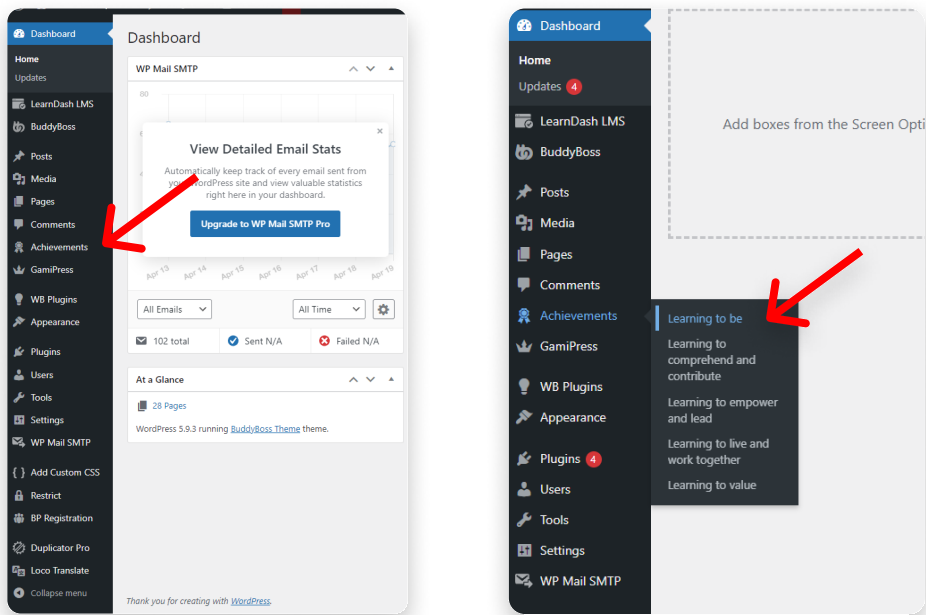 Dashboard
Home
Updates
LearnDash LMS
BuddyBoss
Posts
Media
Pages
Comments
Achievements
GamiPress
WB Plugins
Appearance
Plugins
Users
Tools
Settings
WP Mail SMTP
Add Custom CSS
Restrict
BP Registration
Duplicator Pro
Loco Translate
Collapse menu
Dashboard
WP Mail SMTP
80
View Detailed Email Stats
Automatically keep track of every email sent from
your WordPress site and view valuable statistics
right here in your dashboard.
Upgrade to WP Mail SMTP Pro
Apr 13 Apr 14 Apr 15 Apr 16 Apr 17 Apr 18 Apr 19
All Emails All Time
102 total Sent N/A Failed N/A
At a Glance
28 Pages
WordPress 5.9.3 running BuddyBoss Theme theme.
Thank you for creating with WordPress.
Dashboard
Home
Updates 4
LearnDash LMS
BuddyBoss
Posts
Media
Pages
Comments
Achievements
GamiPress
WB Plugins
Appearance
Plugins 4
Users
Tools
Settings
WP Mail SMTP
Add boxes from the Screen Opti
Learning to be
Learning to
comprehend and
contribute
Learning to empower
and lead
Learning to live and
work together
Learning to value